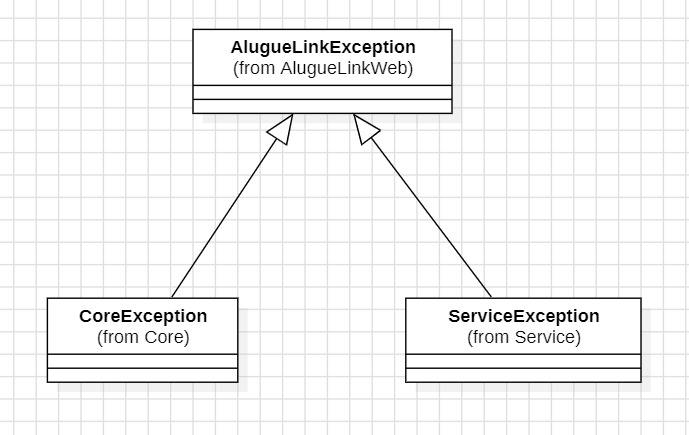 AlugueLinkException
(from AlugueLinkWeb)
CoreException
(from Core)
ServiceException
(from Service)